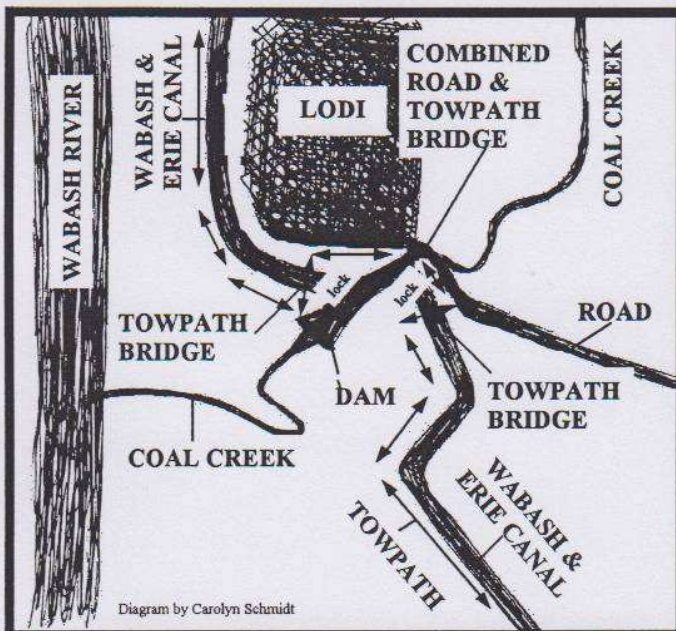 WABASH RIVER
WABASH &
ERIE CANAL
LODI
COMBINED
ROAD &
TOWPATH
BRIDGE
COAL CREEK
lock
lock
TOWPATH
BRIDGE
ROAD
DAM
TOWPATH
BRIDGE
COAL CREEK
WABASH &
ERIE CANAL
TOWPATH
Diagram by Carolyn Schmidt